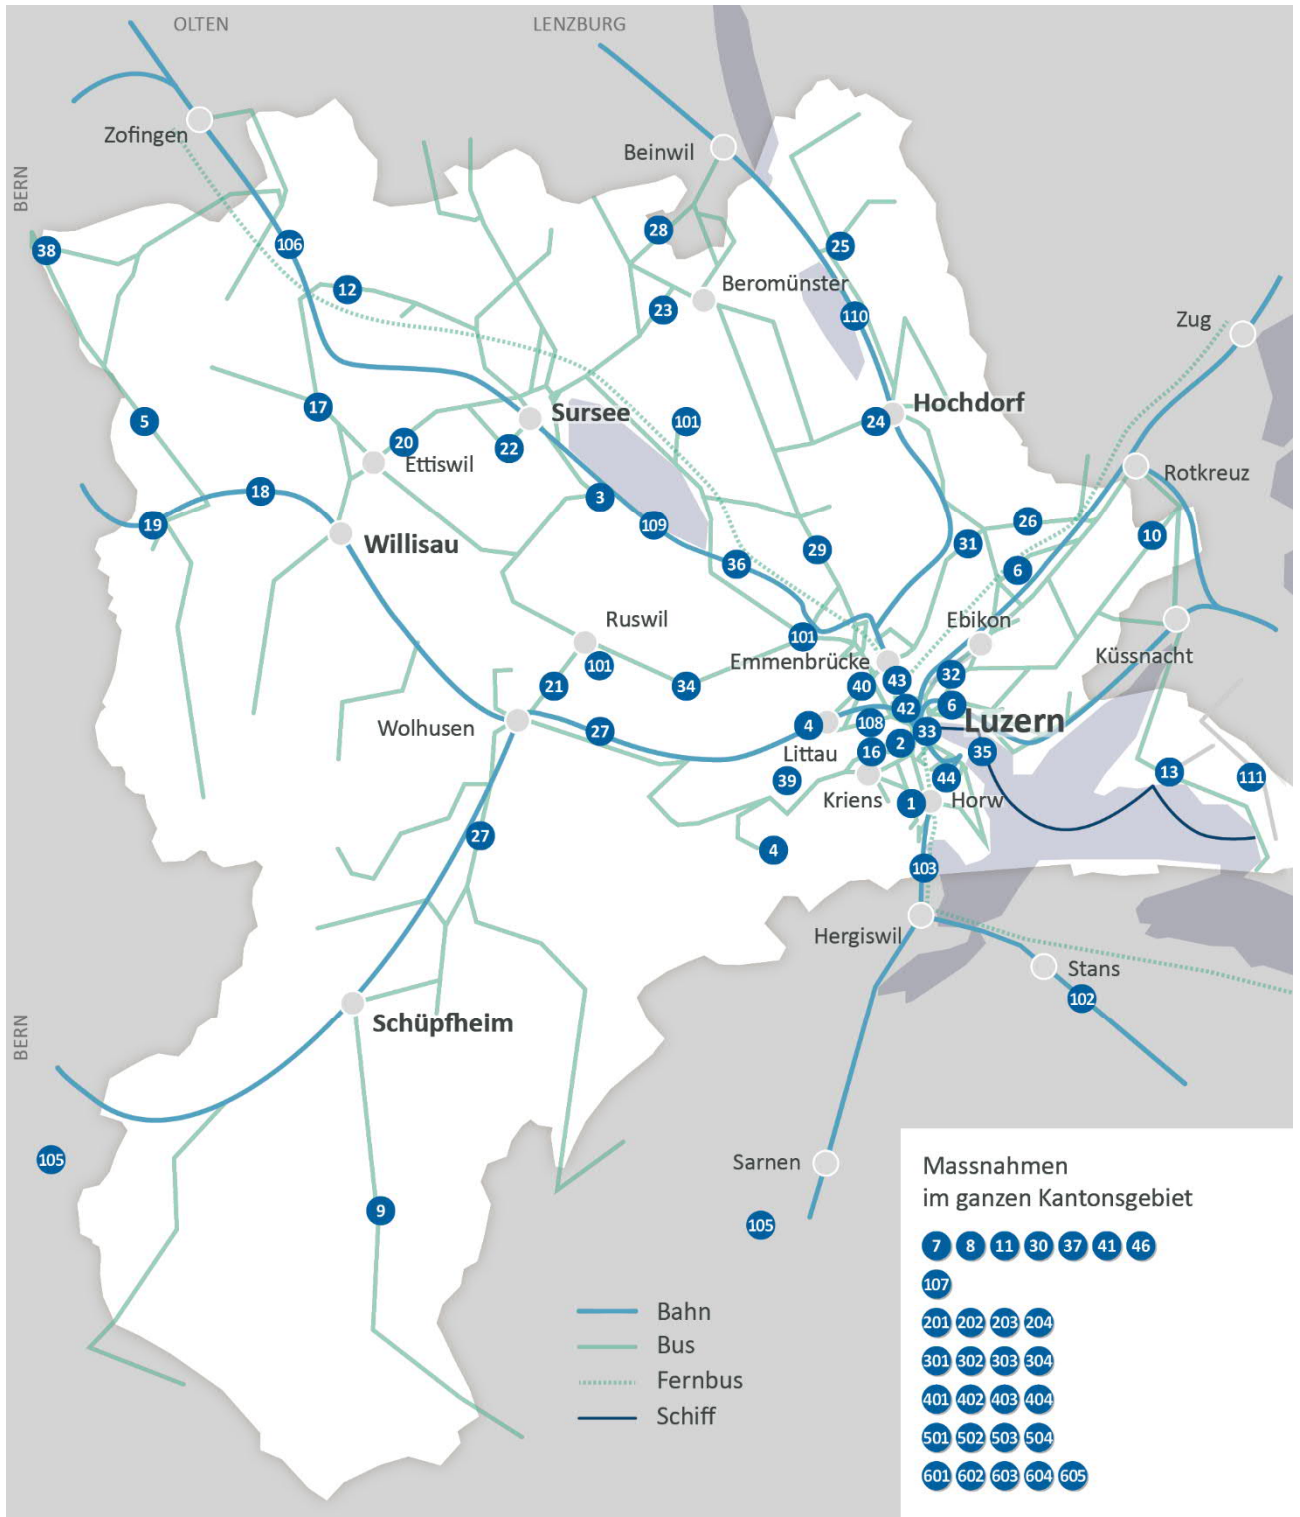 OLTEN
LENZBURG
Zofingen
Beinwil
BERN
28
38
106
25
12
Beromünster
23
110
Zug
17
5
101
Sursee
Hochdorf
24
20
22
Ettiswil
Rotkreuz
18
3
19
109
26
Willisau
31
10
29
36
6
Ruswil
Ebikon
101
101
Emmenbrücke
Küssnacht
21
34
40
43
32
Wolhusen
27
4
108
42
6
Luzern
33
Littau
16
2
35
39
Kriens
44
13
111
1
Horw
27
4
103
Hergiswil
Stans
102
Schüpfheim
BERN
105
Sarnen
9
105
Massnahmen
im ganzen Kantonsgebiet
7 8 11 30 37 41 46
107
201 202 203 204
301 302 303 304
401 402 403 404
501 502 503 504
601 602 603 604 605
Bahn
Bus
Fernbus
Schiff